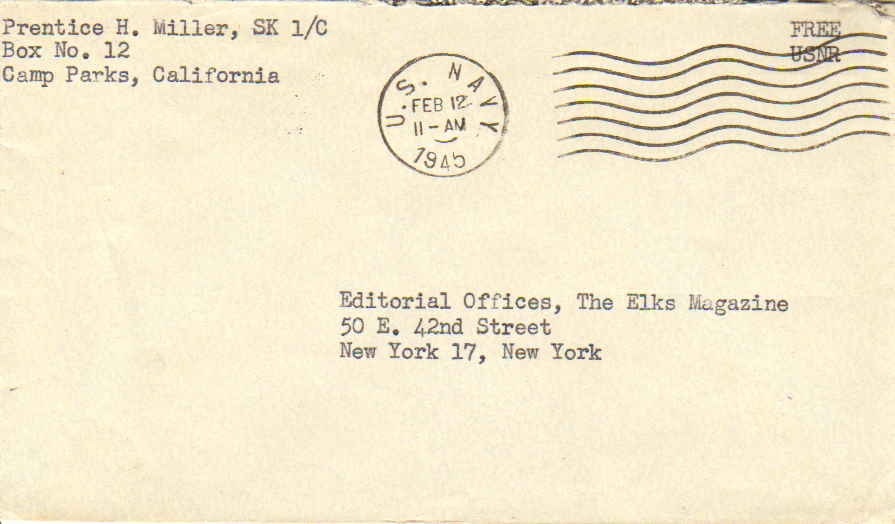 Prentice H. Miller, SK 1/C
Box No. 12
Camp Parks, California
FREE
USNR
U.S. NAVY
FEB 12
11-AM
1945
Editorial Offices, The Elks Magazine
50 E. 42nd Street
New York 17, New York